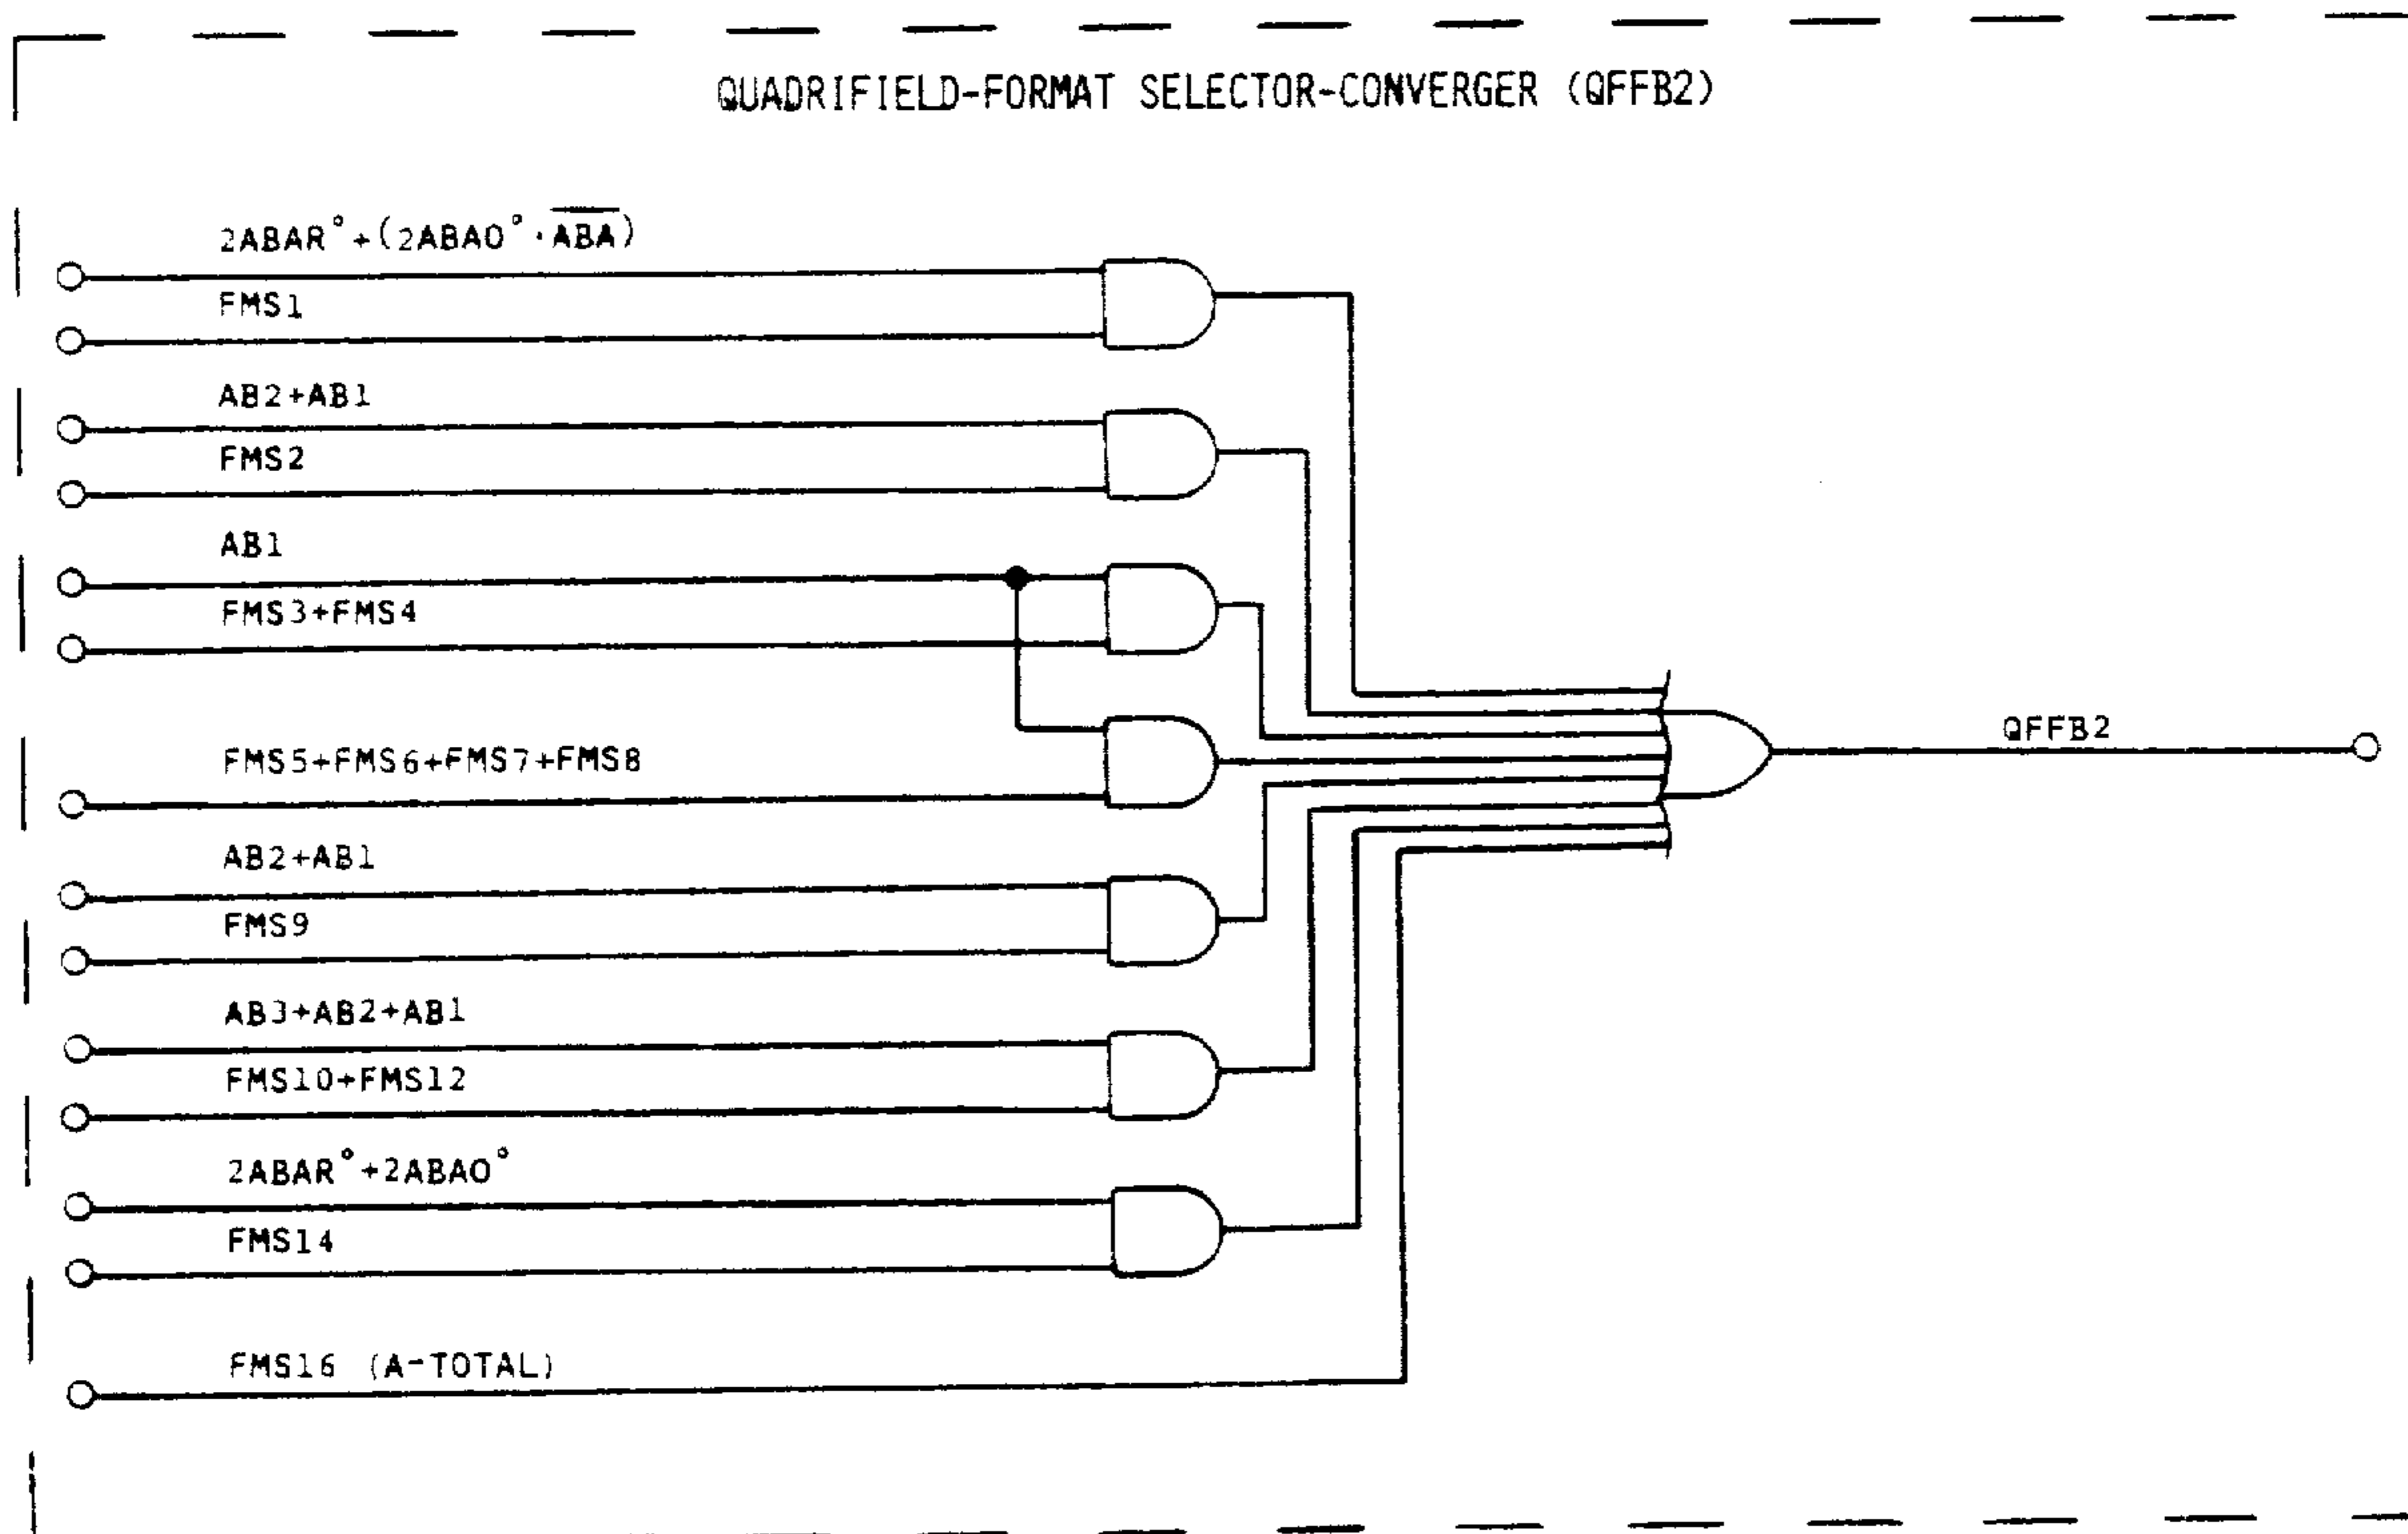 QUADRIFIELD-FORMAT SELECTOR-CONVERGER (QFFB2)
2ABAR°+(2ABAO°·A̅B̅A̅)
FMS1
AB2+AB1
FMS2
AB1
FMS3+FMS4
FMS5+FMS6+FMS7+FMS8
QFFB2
AB2+AB1
FMS9
AB3+AB2+AB1
FMS10+FMS12
2ABAR°+2ABAO°
FMS14
FMS16 (A-TOTAL)